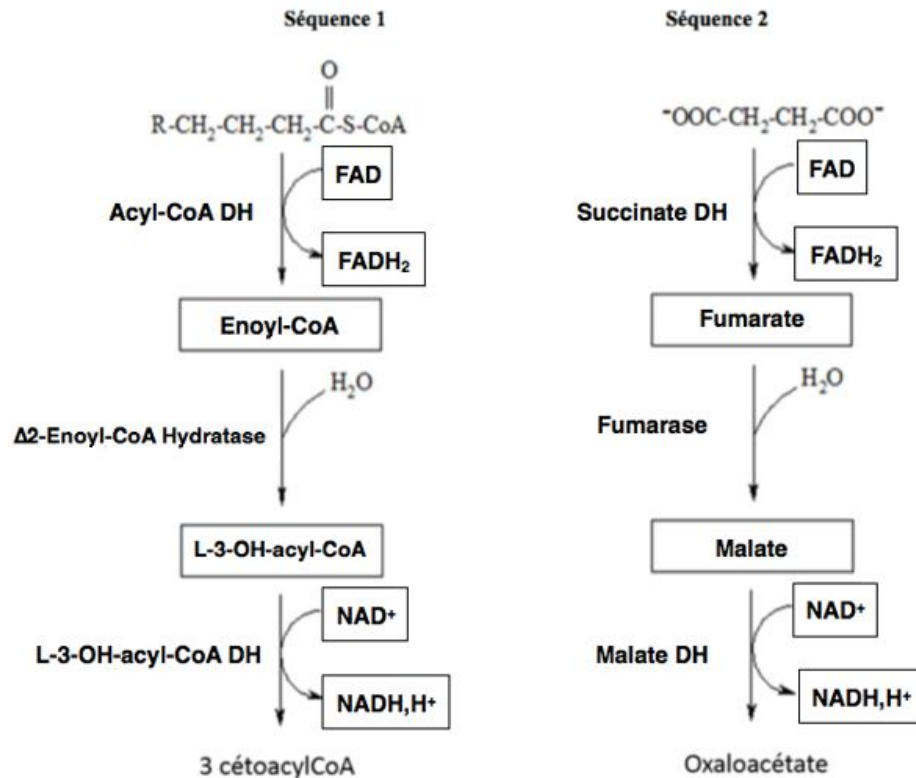 Séquence 1
O
R-CH₂-CH₂-CH₂-C-S-CoA
FAD
Acyl-CoA DH
FADH₂
Enoyl-CoA
H₂O
Δ2-Enoyl-CoA Hydratase
L-3-OH-acyl-CoA
NAD⁺
L-3-OH-acyl-CoA DH
NADH,H⁺
3 cétoacylCoA
Séquence 2
⁻OOC-CH₂-CH₂-COO⁻
FAD
Succinate DH
FADH₂
Fumarate
H₂O
Fumarase
Malate
NAD⁺
Malate DH
NADH,H⁺
Oxaloacétate